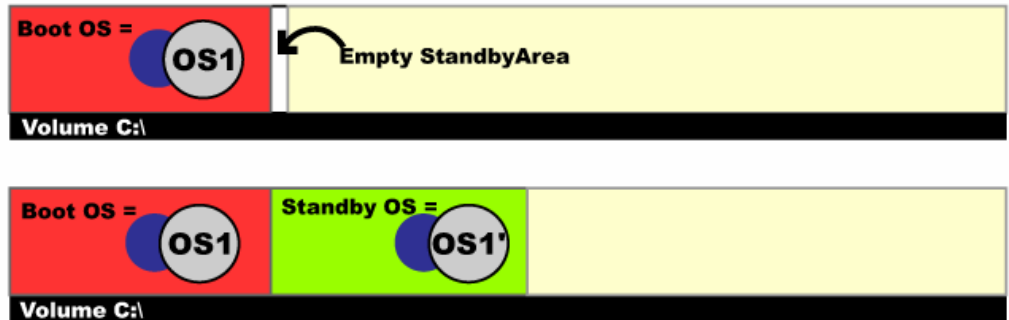 Boot OS =
OS1
Empty StandbyArea
Volume C:\
Boot OS =
OS1
Standby OS =
OS1'
Volume C:\